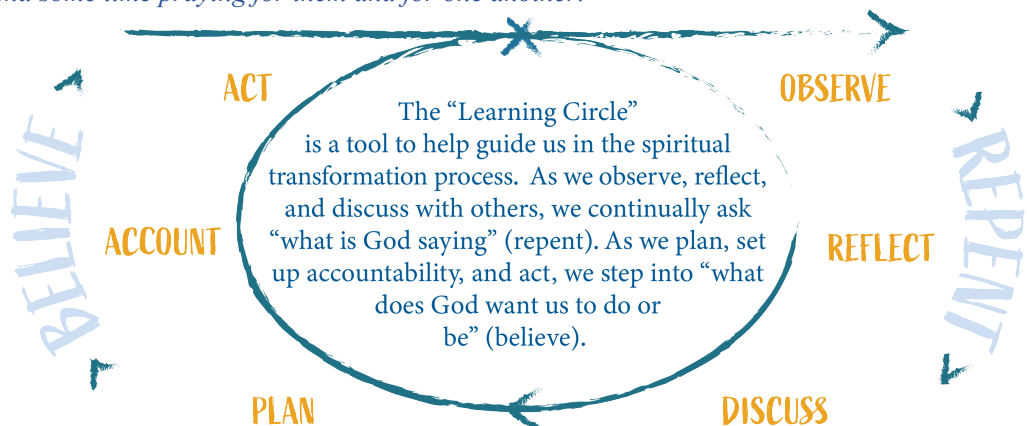 some time praying for them and for one another.
ACT
OBSERVE
The “Learning Circle”
is a tool to help guide us in the spiritual
transformation process.  As we observe, reflect,
and discuss with others, we continually ask
“what is God saying” (repent). As we plan, set
up accountability, and act, we step into “what
does God want us to do or
be” (believe).
BELIEVE
ACCOUNT
REFLECT
REPENT
PLAN
DISCUSS